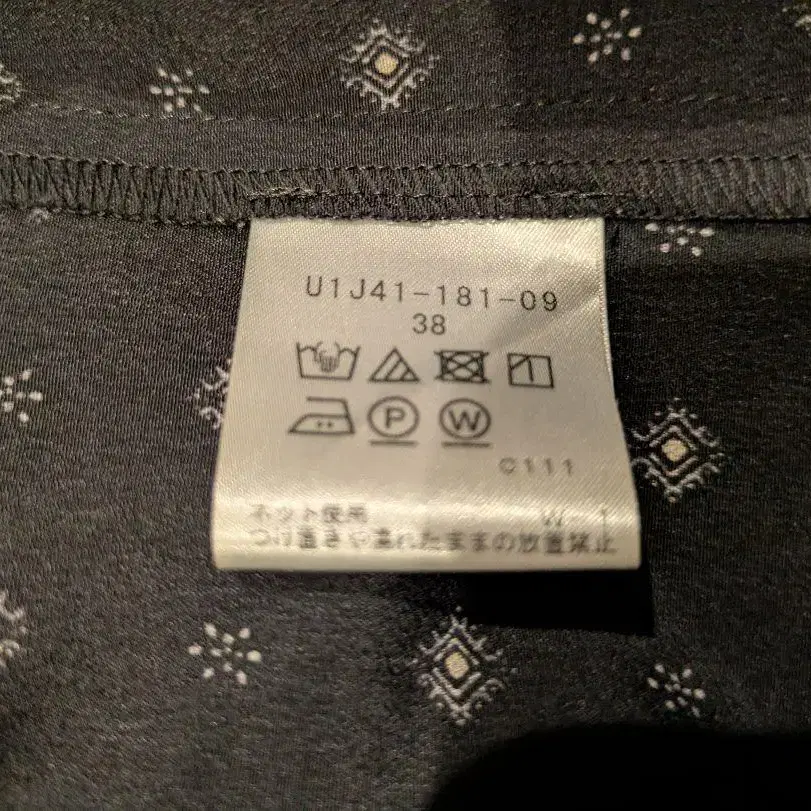 U1J41-181-09
38
P W
C111
ネット使用 W-1
つけ置きや濡れたままの放置禁止